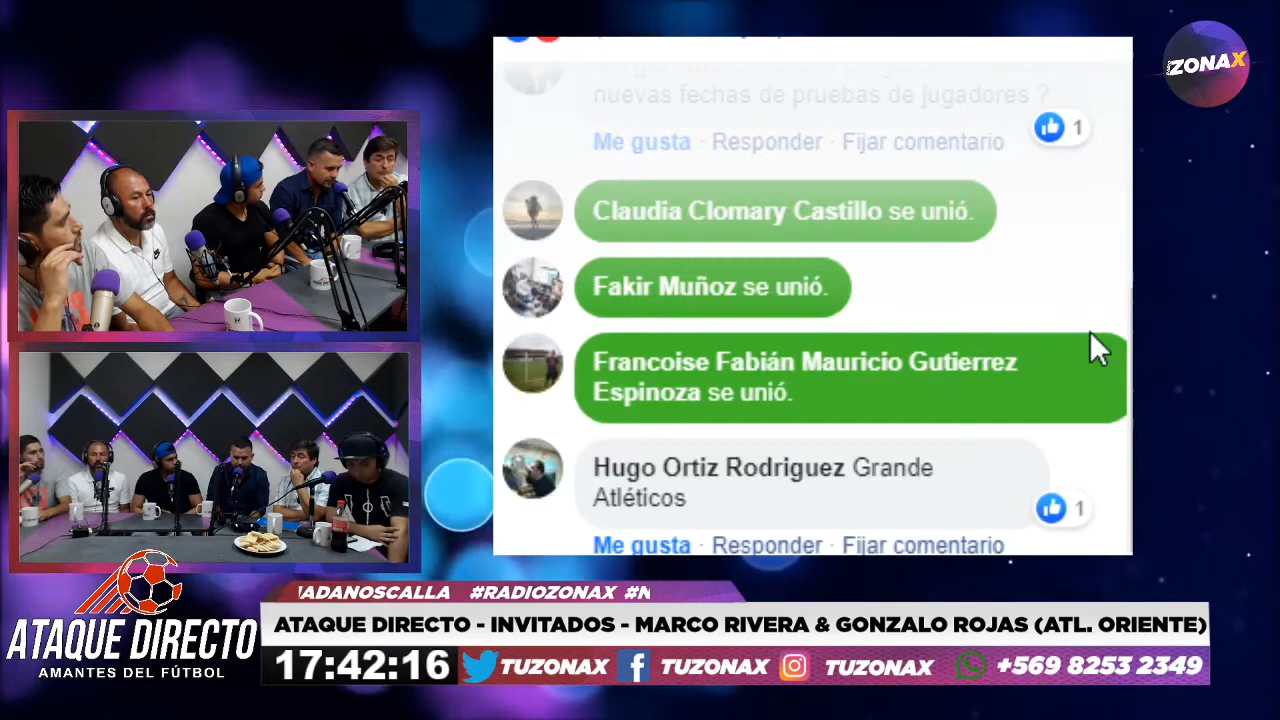 ZONAX
nuevas fechas de pruebas de jugadores ?
1
Me gusta · Responder · Fijar comentario
Claudia Clomary Castillo se unió.
Fakir Muñoz se unió.
Francoise Fabián Mauricio Gutierrez
Espinoza se unió.
Hugo Ortiz Rodriguez Grande
Atléticos
1
Me gusta · Responder · Fijar comentario
ADANOSCALLA #RADIOZONAX #N
ATAQUE DIRECTO
AMANTES DEL FÚTBOL
ATAQUE DIRECTO - INVITADOS - MARCO RIVERA & GONZALO ROJAS (ATL. ORIENTE)
17:42:16 TUZONAX TUZONAX TUZONAX +569 8253 2349